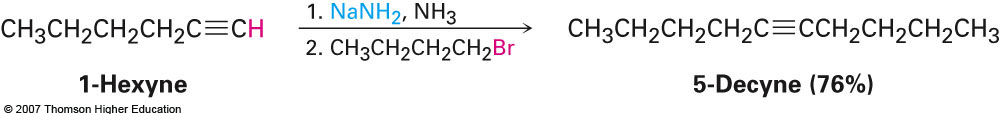 1. NaNH₂, NH₃
CH₃CH₂CH₂CH₂C≡CH
CH₃CH₂CH₂CH₂C≡CCH₂CH₂CH₂CH₃
2. CH₃CH₂CH₂CH₂Br
1-Hexyne
5-Decyne (76%)
© 2007 Thomson Higher Education